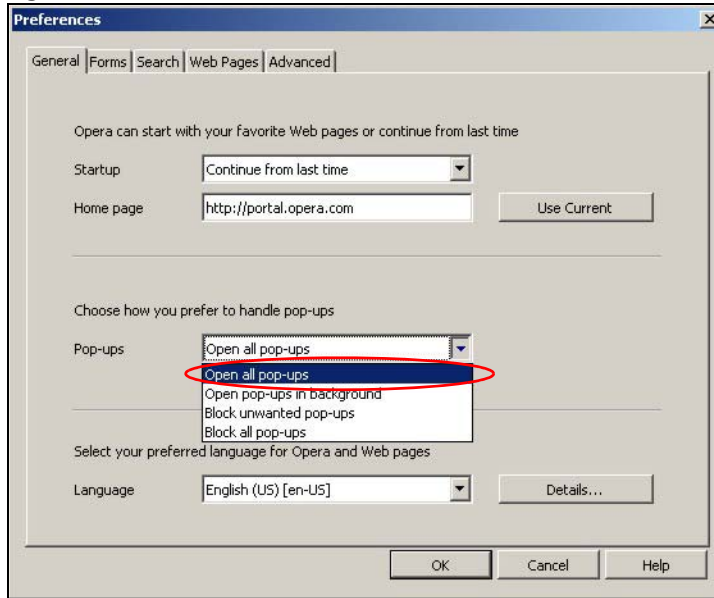 Preferences
General Forms Search Web Pages Advanced
Opera can start with your favorite Web pages or continue from last time
Startup Continue from last time
Home page http://portal.opera.com Use Current
Choose how you prefer to handle pop-ups
Pop-ups Open all pop-ups
Open all pop-ups
Open pop-ups in background
Block unwanted pop-ups
Block all pop-ups
Select your preferred language for Opera and Web pages
Language English (US) [en-US] Details...
OK Cancel Help